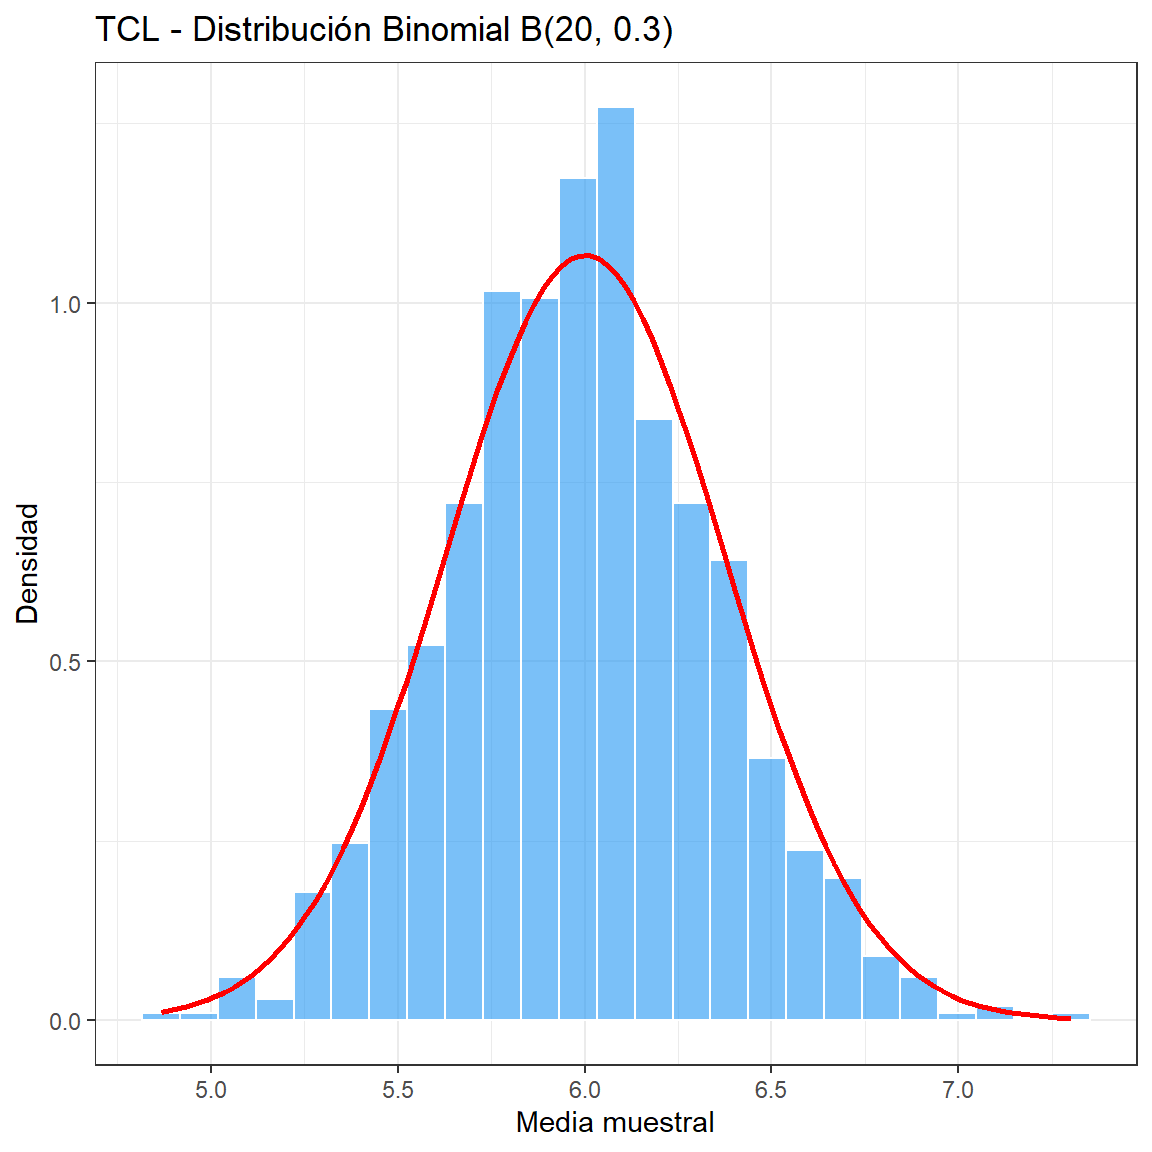 TCL - Distribución Binomial B(20, 0.3)
Densidad
1.0
0.5
0.0
5.0 5.5 6.0 6.5 7.0
Media muestral